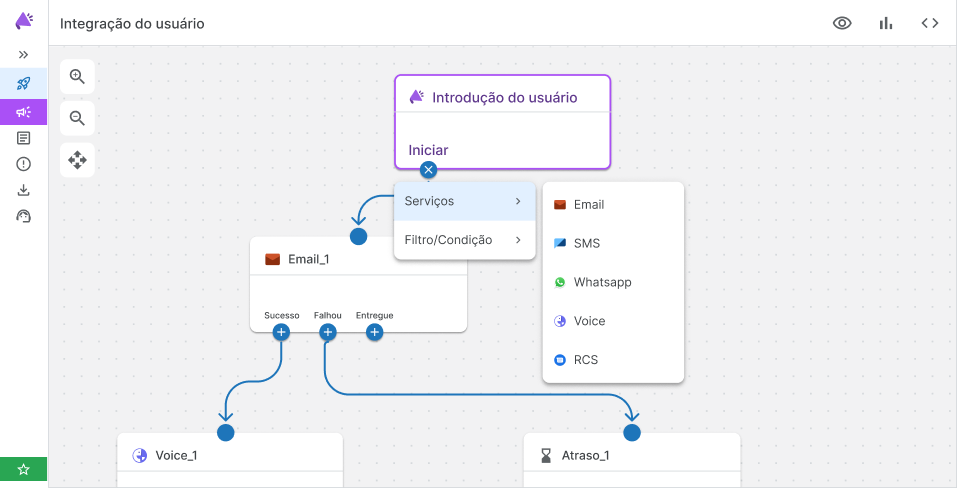 Integração do usuário
Introdução do usuário
Iniciar
Serviços
Filtro/Condição
Email
SMS
Whatsapp
Voice
RCS
Email_1
Sucesso
Falhou
Entregue
Voice_1
Atraso_1